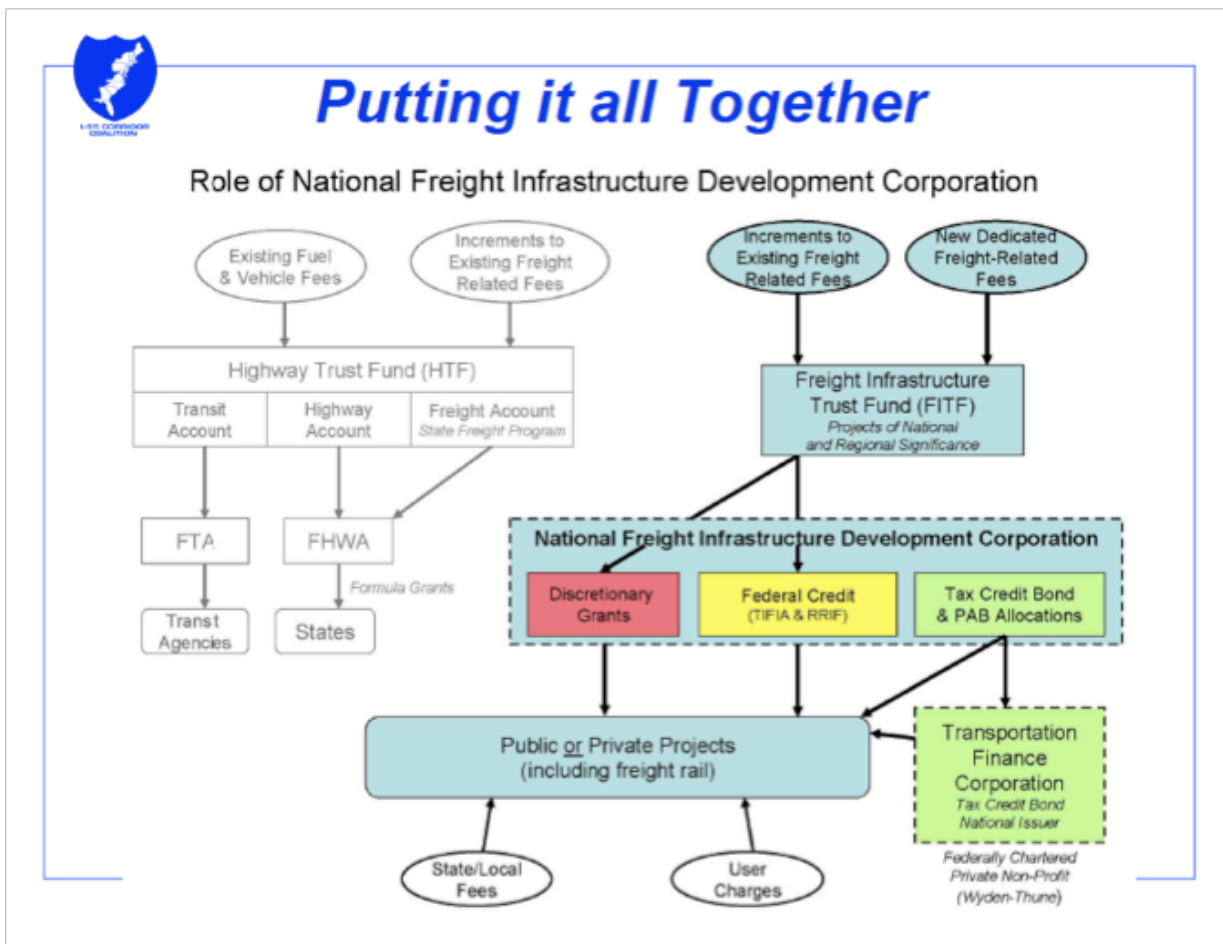 I-95 CORRIDOR
COALITION
Putting it all Together
Role of National Freight Infrastructure Development Corporation
Existing Fuel
& Vehicle Fees
Increments to
Existing Freight
Related Fees
Increments to
Existing Freight
Related Fees
New Dedicated
Freight-Related
Fees
Highway Trust Fund (HTF)
Transit
Account
Highway
Account
Freight Account
State Freight Program
Freight Infrastructure
Trust Fund (FITF)
Projects of National
and Regional Significance
FTA
FHWA
Formula Grants
Transit
Agencies
States
National Freight Infrastructure Development Corporation
Discretionary
Grants
Federal Credit
(TIFIA & RRIF)
Tax Credit Bond
& PAB Allocations
Public or Private Projects
(including freight rail)
Transportation
Finance
Corporation
Tax Credit Bond
National Issuer
Federally Chartered
Private Non-Profit
(Wyden-Thune)
State/Local
Fees
User
Charges